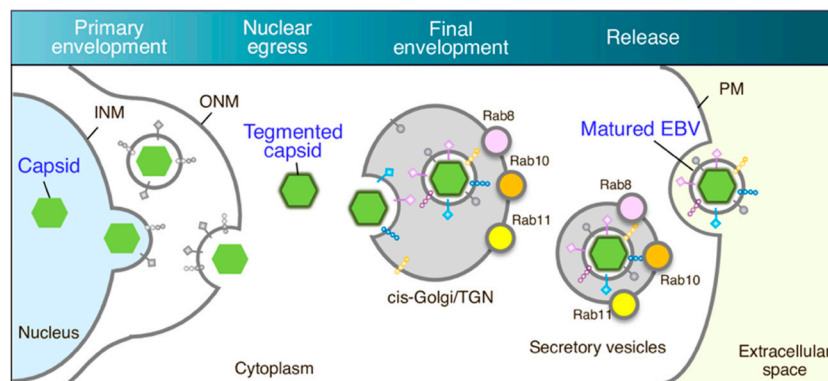 Primary
envelopment
Nuclear
egress
Final
envelopment
Release
INM
ONM
Capsid
Nucleus
Tegmented
capsid
Cytoplasm
Rab8
Rab10
Rab11
cis-Golgi/TGN
PM
Matured EBV
Rab8
Rab10
Rab11
Secretory vesicles
Extracellular
space